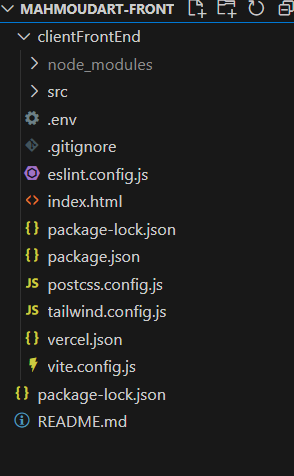 MAHMOUDART-FRONT
clientFrontEnd
node_modules
src
.env
.gitignore
eslint.config.js
index.html
package-lock.json
package.json
postcss.config.js
tailwind.config.js
vercel.json
vite.config.js
package-lock.json
README.md